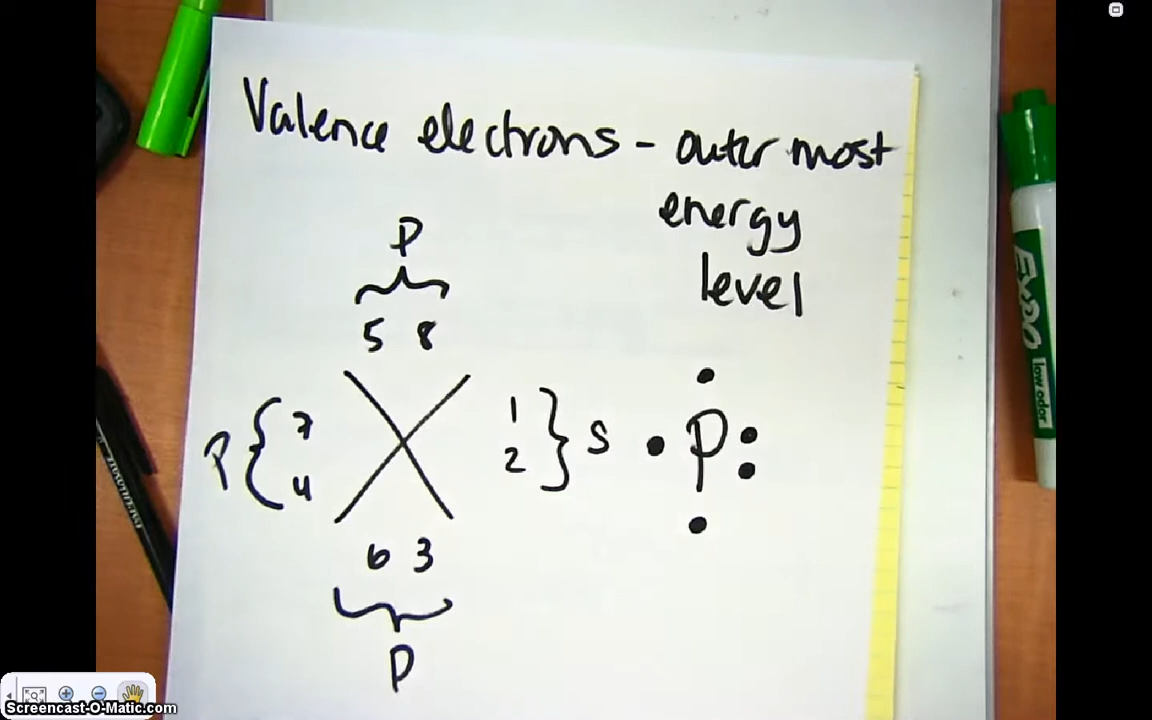 Valence electrons - outer most
energy
level
P
5 8
7
4
P
1
2
S
P
6 3
P
EXPO
low odor
Screencast-O-Matic.com